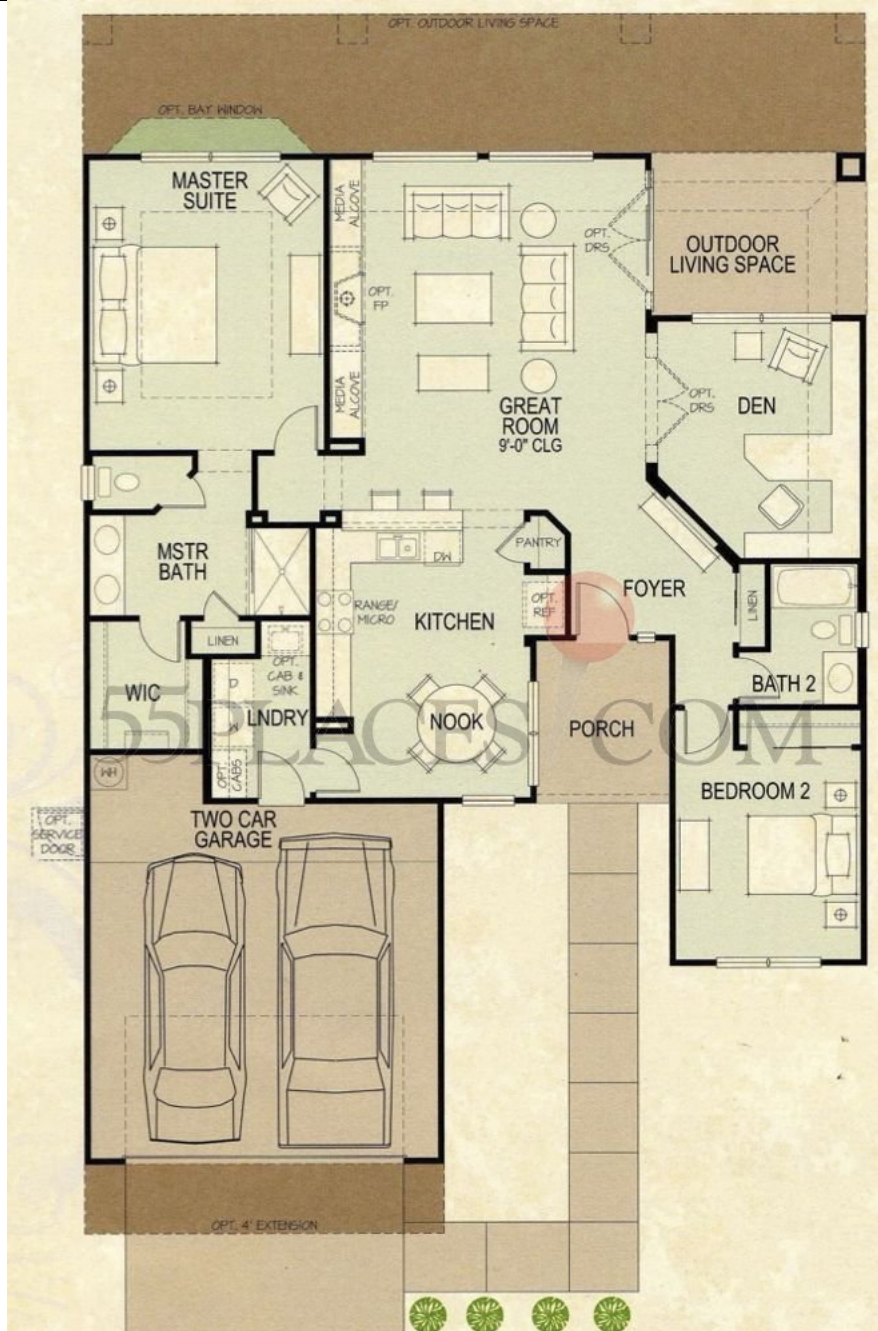 OPT. OUTDOOR LIVING SPACE
OPT. BAY WINDOW
MASTER
SUITE
MEDIA
ALCOVE
OPT.
FP
MEDIA
ALCOVE
OPT.
DRS
OUTDOOR
LIVING SPACE
GREAT
ROOM
9'-0" CLG
OPT.
DRS
DEN
MSTR
BATH
DW
PANTRY
RANGE/
MICRO
KITCHEN
OPT.
REF
FOYER
LINEN
LINEN
BATH 2
WIC
OPT.
CAB &
SINK
D
W
LNDRY
OPT.
CABS
NOOK
PORCH
55PLACES.COM
WH
BEDROOM 2
OPT.
SERVICE
DOOR
TWO CAR
GARAGE
OPT. 4' EXTENSION